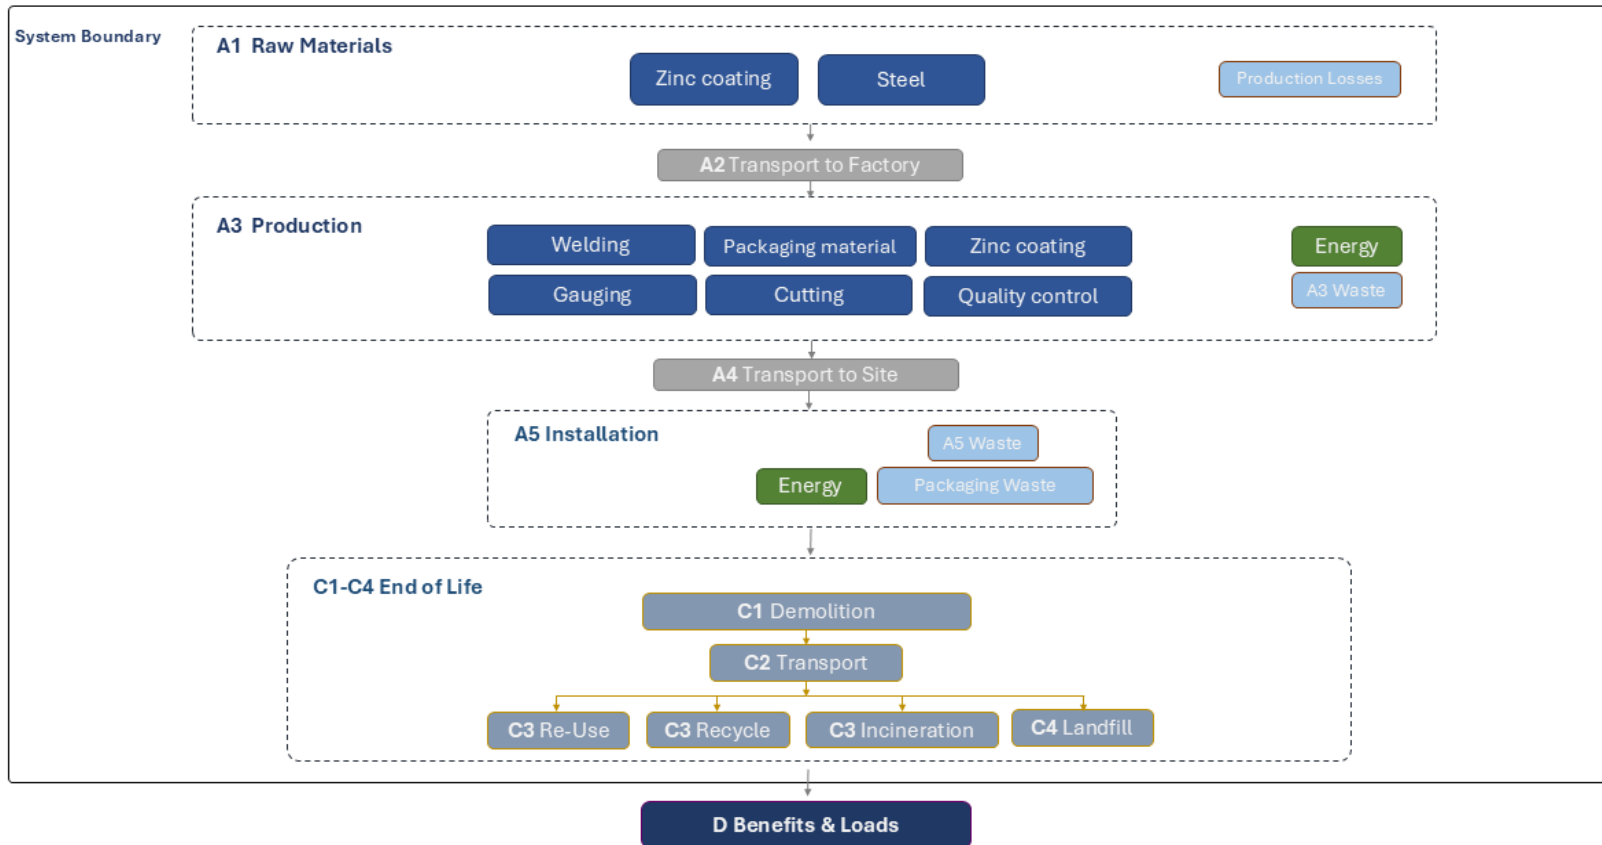 System Boundary
A1 Raw Materials
Zinc coating
Steel
Production Losses
A2 Transport to Factory
A3 Production
Welding
Packaging material
Zinc coating
Energy
Gauging
Cutting
Quality control
A3 Waste
A4 Transport to Site
A5 Installation
A5 Waste
Energy
Packaging Waste
C1-C4 End of Life
C1 Demolition
C2 Transport
C3 Re-Use
C3 Recycle
C3 Incineration
C4 Landfill
D Benefits & Loads